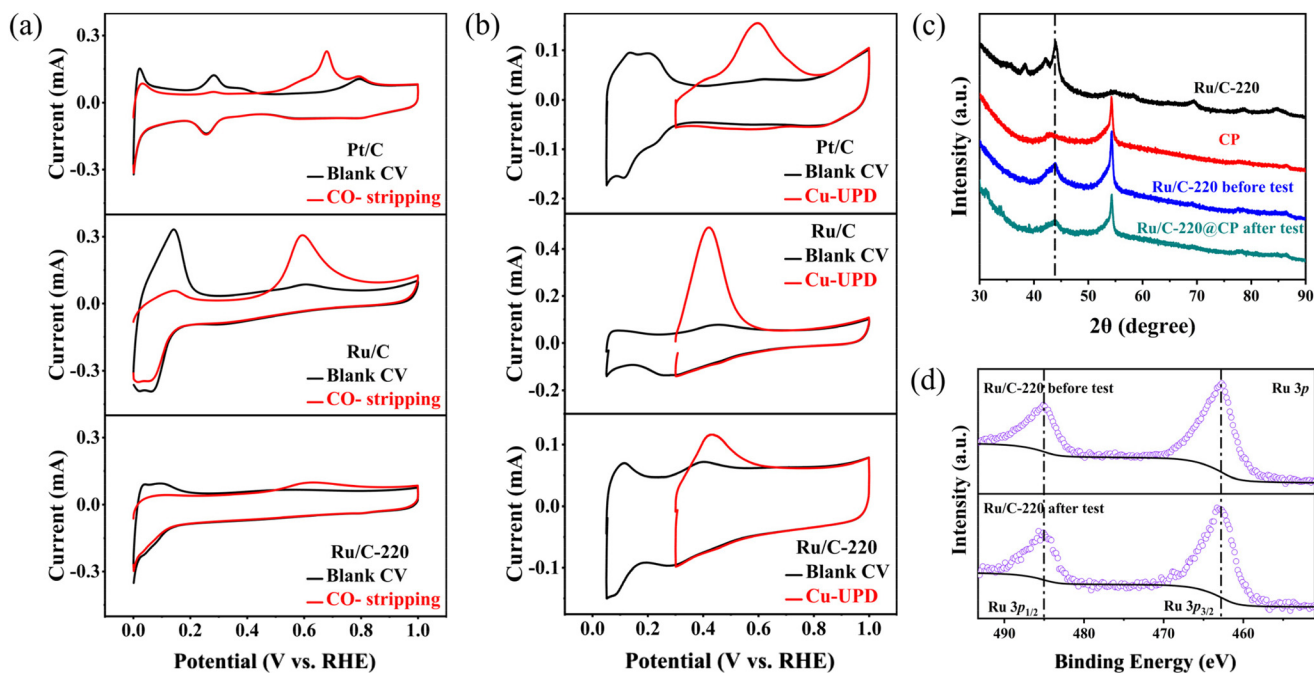 (a)
0.3
0.0
-0.3
Current (mA)
Pt/C
Blank CV
CO- stripping
0.3
0.0
-0.3
Current (mA)
Ru/C
Blank CV
CO- stripping
0.3
0.0
-0.3
Current (mA)
Ru/C-220
Blank CV
CO- stripping
0.0 0.2 0.4 0.6 0.8 1.0
Potential (V vs. RHE)
(b)
0.1
0.0
-0.1
-0.2
Current (mA)
Pt/C
Blank CV
Cu-UPD
0.4
0.2
0.0
-0.2
Current (mA)
Ru/C
Blank CV
Cu-UPD
0.1
0.0
-0.1
Current (mA)
Ru/C-220
Blank CV
Cu-UPD
0.0 0.2 0.4 0.6 0.8 1.0
Potential (V vs. RHE)
(c)
Intensity (a.u.)
Ru/C-220
CP
Ru/C-220 before test
Ru/C-220@CP after test
30 40 50 60 70 80 90
2θ (degree)
(d)
Intensity (a.u.)
Ru/C-220 before test
Ru 3p
Ru/C-220 after test
Ru 3p1/2
Ru 3p3/2
490 480 470 460
Binding Energy (eV)